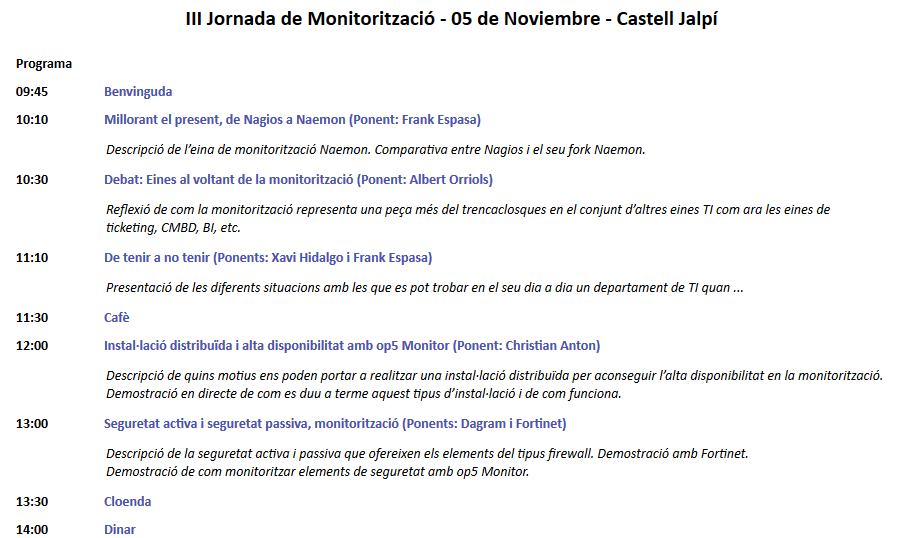 III Jornada de Monitorització - 05 de Noviembre - Castell Jalpí
Programa
09:45 Benvinguda
10:10 Millorant el present, de Nagios a Naemon (Ponent: Frank Espasa)
Descripció de l’eina de monitorització Naemon. Comparativa entre Nagios i el seu fork Naemon.
10:30 Debat: Eines al voltant de la monitorització (Ponent: Albert Orriols)
Reflexió de com la monitorització representa una peça més del trencaclosques en el conjunt d’altres eines TI com ara les eines de
ticketing, CMBD, BI, etc.
11:10 De tenir a no tenir (Ponents: Xavi Hidalgo i Frank Espasa)
Presentació de les diferents situacions amb les que es pot trobar en el seu dia a dia un departament de TI quan ...
11:30 Cafè
12:00 Instal·lació distribuïda i alta disponibilitat amb op5 Monitor (Ponent: Christian Anton)
Descripció de quins motius ens poden portar a realitzar una instal·lació distribuïda per aconseguir l’alta disponibilitat en la monitorització.
Demostració en directe de com es duu a terme aquest tipus d’instal·lació i de com funciona.
13:00 Seguretat activa i seguretat passiva, monitorització (Ponents: Dagram i Fortinet)
Descripció de la seguretat activa i passiva que ofereixen els elements del tipus firewall. Demostració amb Fortinet.
Demostració de com monitoritzar elements de seguretat amb op5 Monitor.
13:30 Cloenda
14:00 Dinar